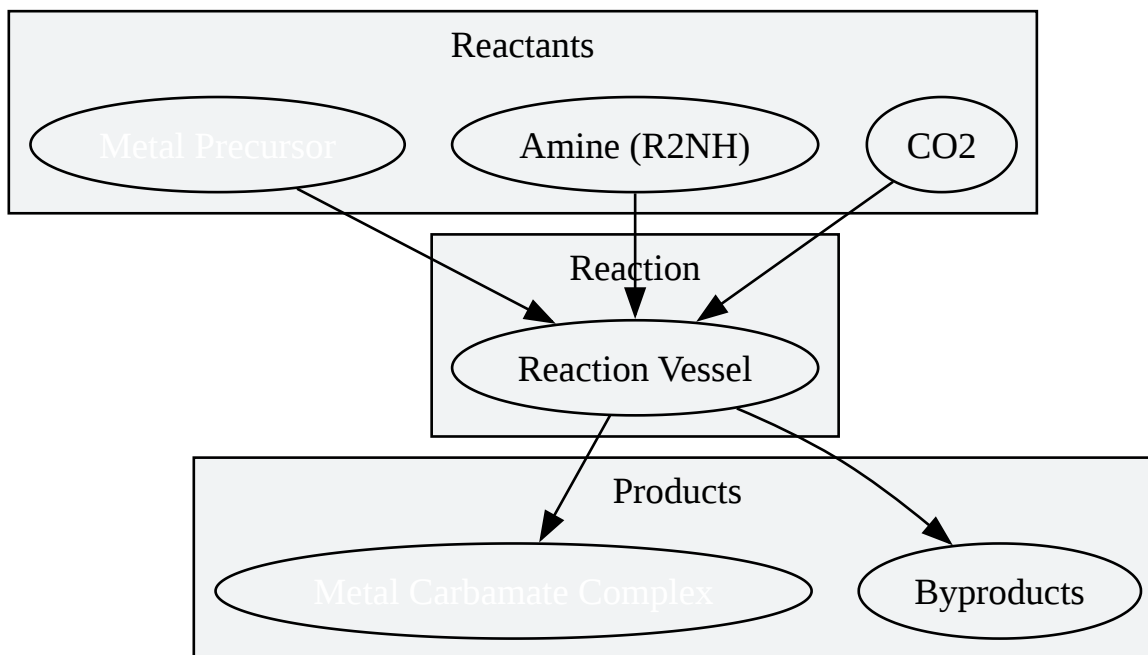 Reactants
Metal Precursor
Amine (R2NH)
CO2
Reaction
Reaction Vessel
Products
Metal Carbamate Complex
Byproducts